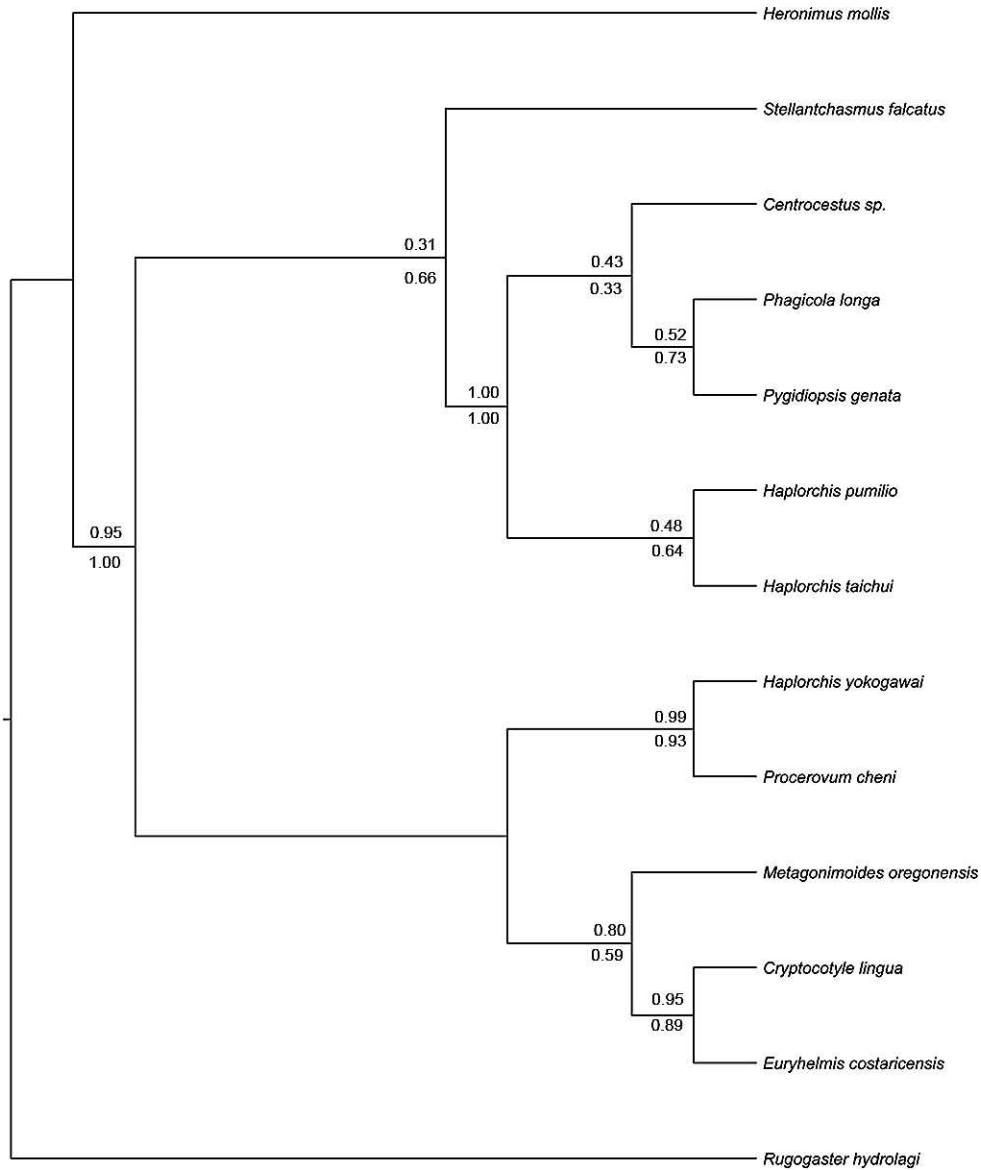 Heronimus mollis
Stellantchasmus falcatus
Centrocestus sp.
0.31
0.66
0.43
0.33
Phagicola longa
0.52
0.73
Pygidiopsis genata
1.00
1.00
Haplorchis pumilio
0.48
0.64
0.95
1.00
Haplorchis taichui
Haplorchis yokogawai
0.99
0.93
Procerovum cheni
Metagonimoides oregonensis
0.80
0.59
Cryptocotyle lingua
0.95
0.89
Euryhelmis costaricensis
Rugogaster hydrolagi